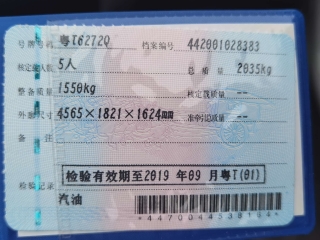 号牌号码 粤T6272Q 档案编号 442001028383
核定载人数 5人 总质量 2035kg
整备质量 1550kg 核定载质量 --
外廓尺寸 4565×1821×1624mm 准牵引总质量 --
备注
检验记录 检验有效期至2019年09月粤T(01)
汽油